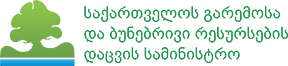 საქართველოს გარემოსა
და ბუნებრივი რესურსების
დაცვის სამინისტრო